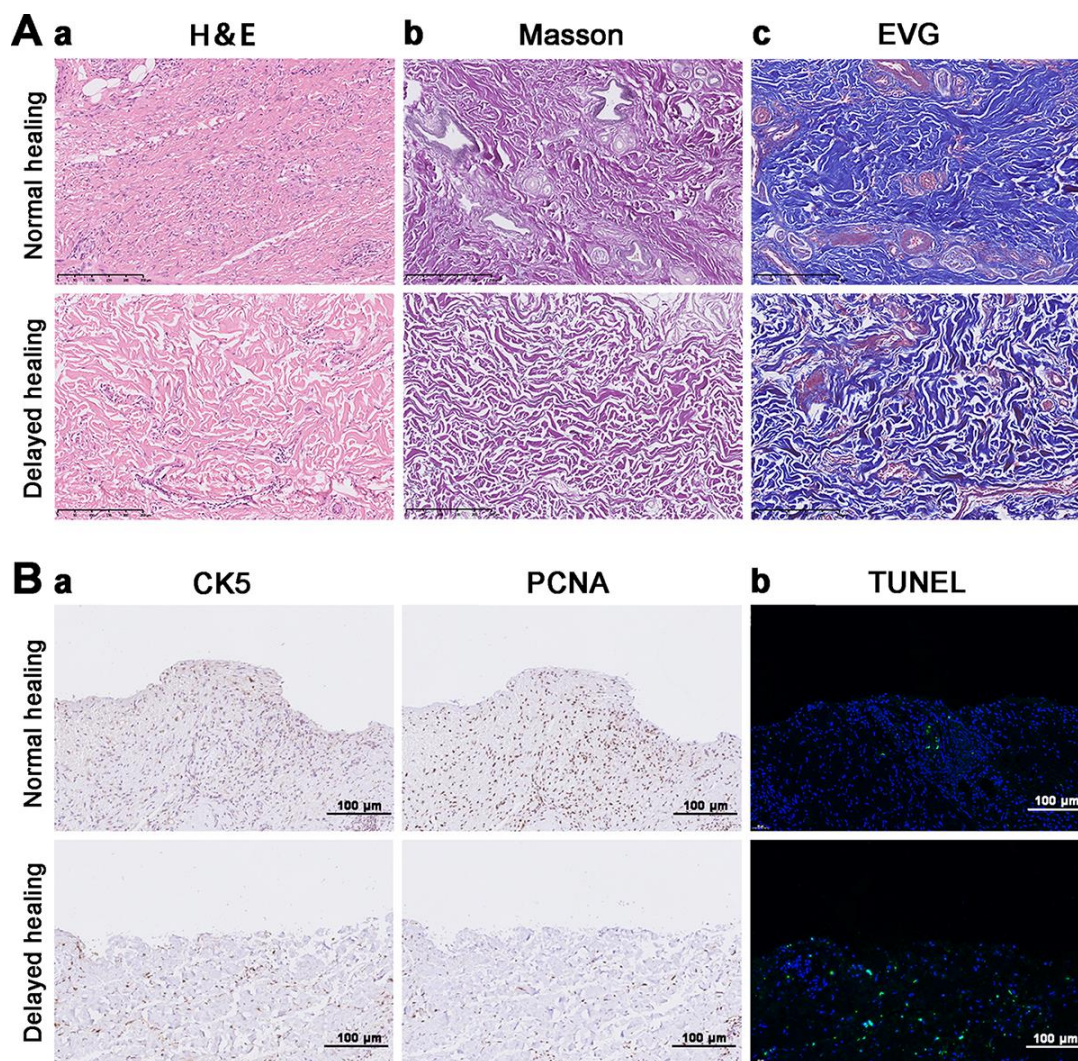 A a H & E b Masson c EVG
Normal healing
Delayed healing
B a CK5 PCNA b TUNEL
Normal healing
100 μm 100 μm 100 μm
Delayed healing
100 μm 100 μm 100 μm